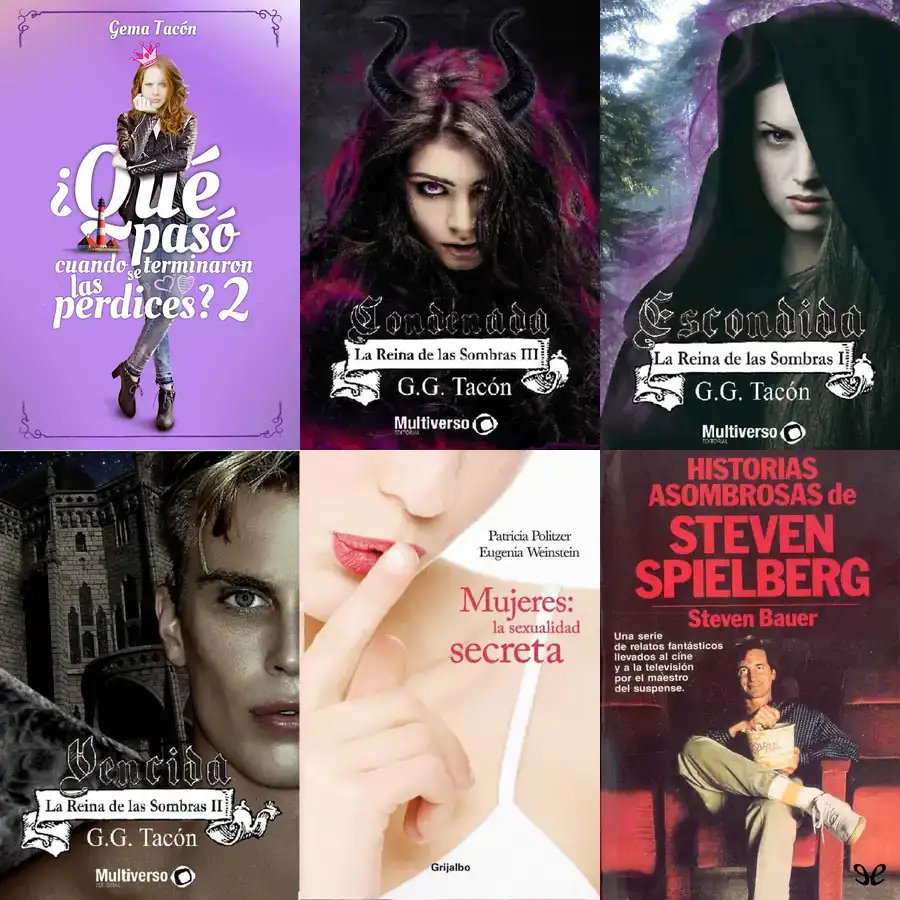 Gema Tacón
¿Qué
pasó
cuando se terminaron
las
perdices? 2
Condenada
La Reina de las Sombras III
G.G. Tacón
Multiverso
EDITORIAL
Escondida
La Reina de las Sombras I
G.G. Tacón
Multiverso
EDITORIAL
Vencida
La Reina de las Sombras II
G.G. Tacón
Multiverso
EDITORIAL
Patricia Politzer
Eugenia Weinstein
Mujeres:
la sexualidad
secreta
Grijalbo
HISTORIAS
ASOMBROSAS de
STEVEN
SPIELBERG
Steven Bauer
Una serie
de relatos fantásticos
llevados al cine
y a la televisión
por el maestro
del suspense.